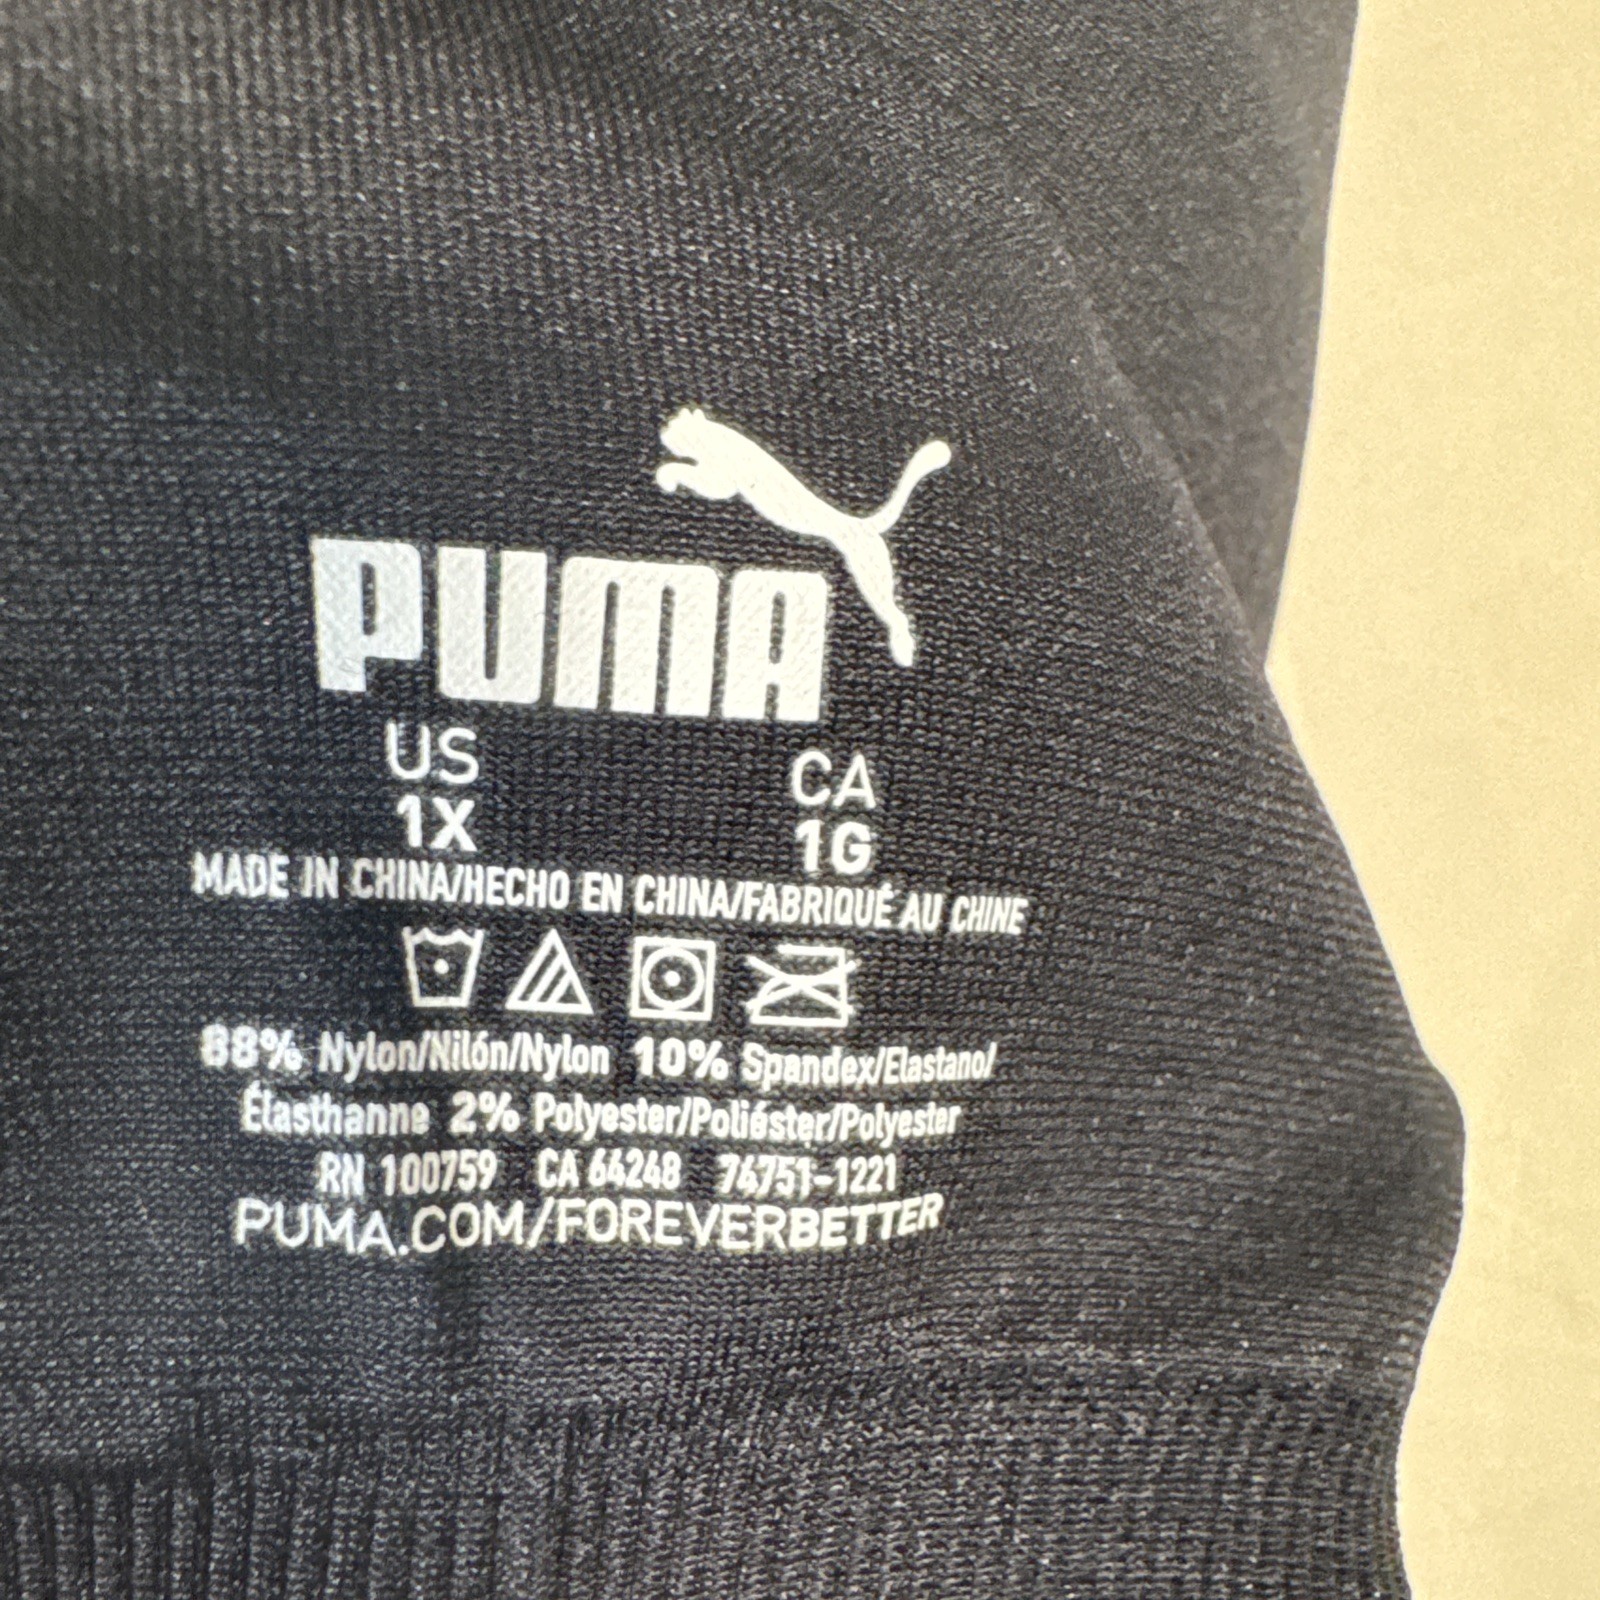 PUMA
US CA
1X 1G
MADE IN CHINA/HECHO EN CHINA/FABRIQUÉ AU CHINE
88% Nylon/Nilón/Nylon 10% Spandex/Elastano/
Élasthanne 2% Polyester/Poliéster/Polyester
RN 100759 CA 64248 74751-1221
PUMA.COM/FOREVERBETTER